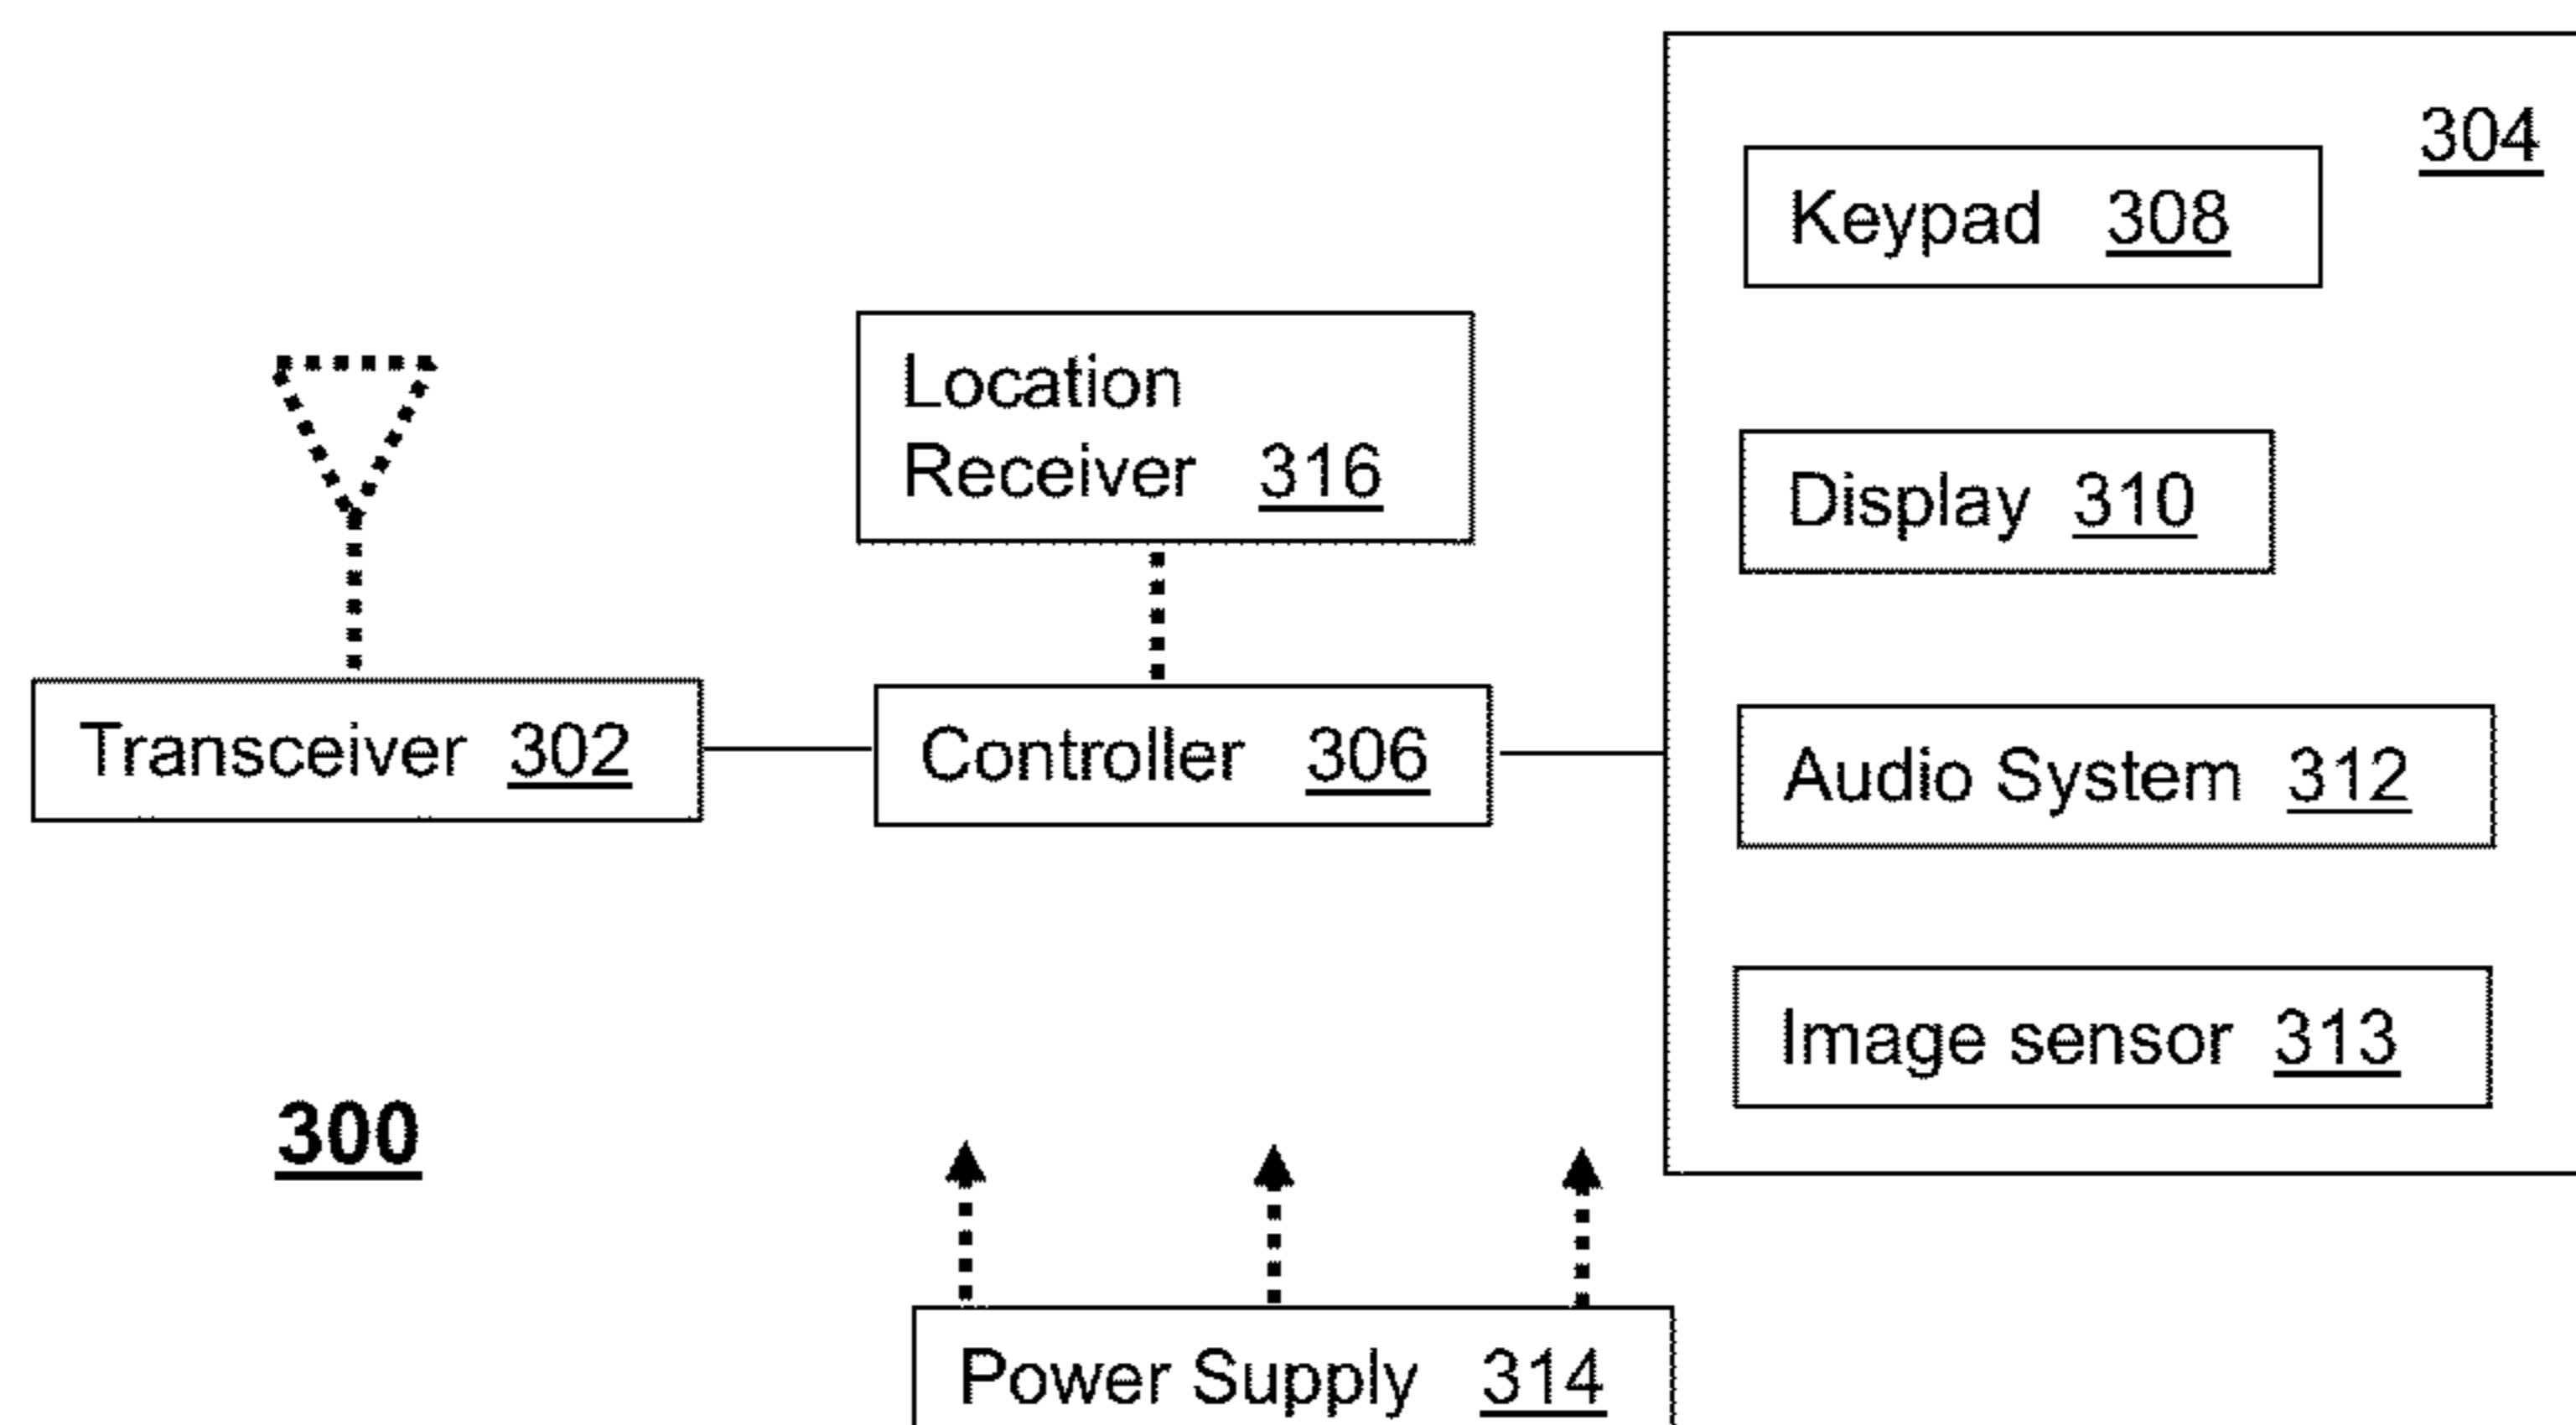 304
Keypad 308
Location
Receiver 316
Display 310
Transceiver 302
Controller 306
Audio System 312
Image sensor 313
300
Power Supply 314